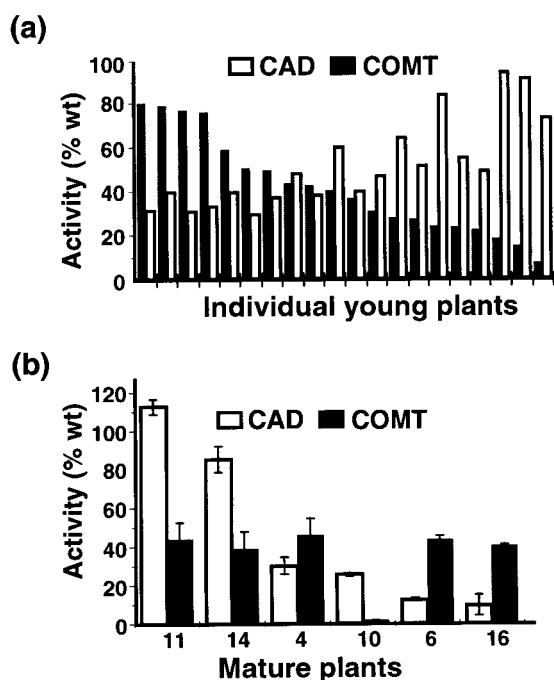 (a)
CAD COMT
Activity (% wt)
100
80
60
40
20
0
Individual young plants
(b)
CAD COMT
Activity (% wt)
120
100
80
60
40
20
0
11 14 4 10 6 16
Mature plants